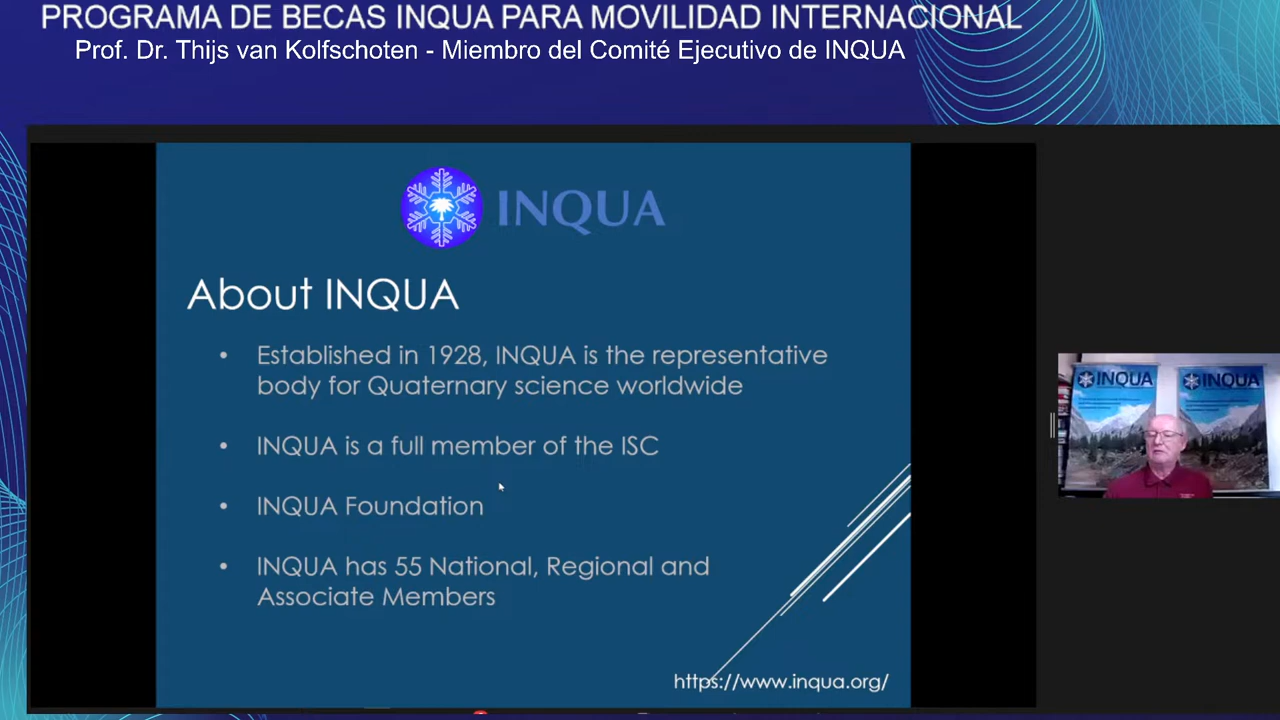 PROGRAMA DE BECAS INQUA PARA MOVILIDAD INTERNACIONAL
Prof. Dr. Thijs van Kolfschoten - Miembro del Comité Ejecutivo de INQUA
INQUA
About INQUA
• Established in 1928, INQUA is the representative
body for Quaternary science worldwide
• INQUA is a full member of the ISC
• INQUA Foundation
• INQUA has 55 National, Regional and
Associate Members
https://www.inqua.org/
INQUA
INQUA